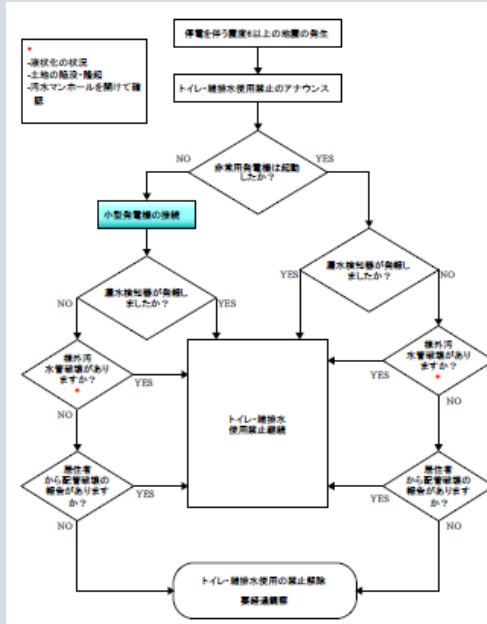 停電を伴う震度6以上の地震の発生
*
-液状化の状況
-土地の陥没・隆起
-汚水マンホールを開けて確
認
トイレ・雑排水使用禁止のアナウンス
非常用発電機は起動
したか?
NO
YES
小型発電機の接続
漏水検知器が発報し
ましたか?
NO
YES
漏水検知器が発報し
ましたか?
YES
NO
棟外汚
水管破壊があり
ますか?
*
YES
NO
トイレ・雑排水
使用禁止継続
棟外汚
水管破壊があり
ますか?
*
YES
NO
居住者
から配管破壊の
報告があります
か?
YES
NO
居住者
から配管破壊の
報告があります
か?
YES
NO
トイレ・雑排水使用の禁止解除
要経過観察